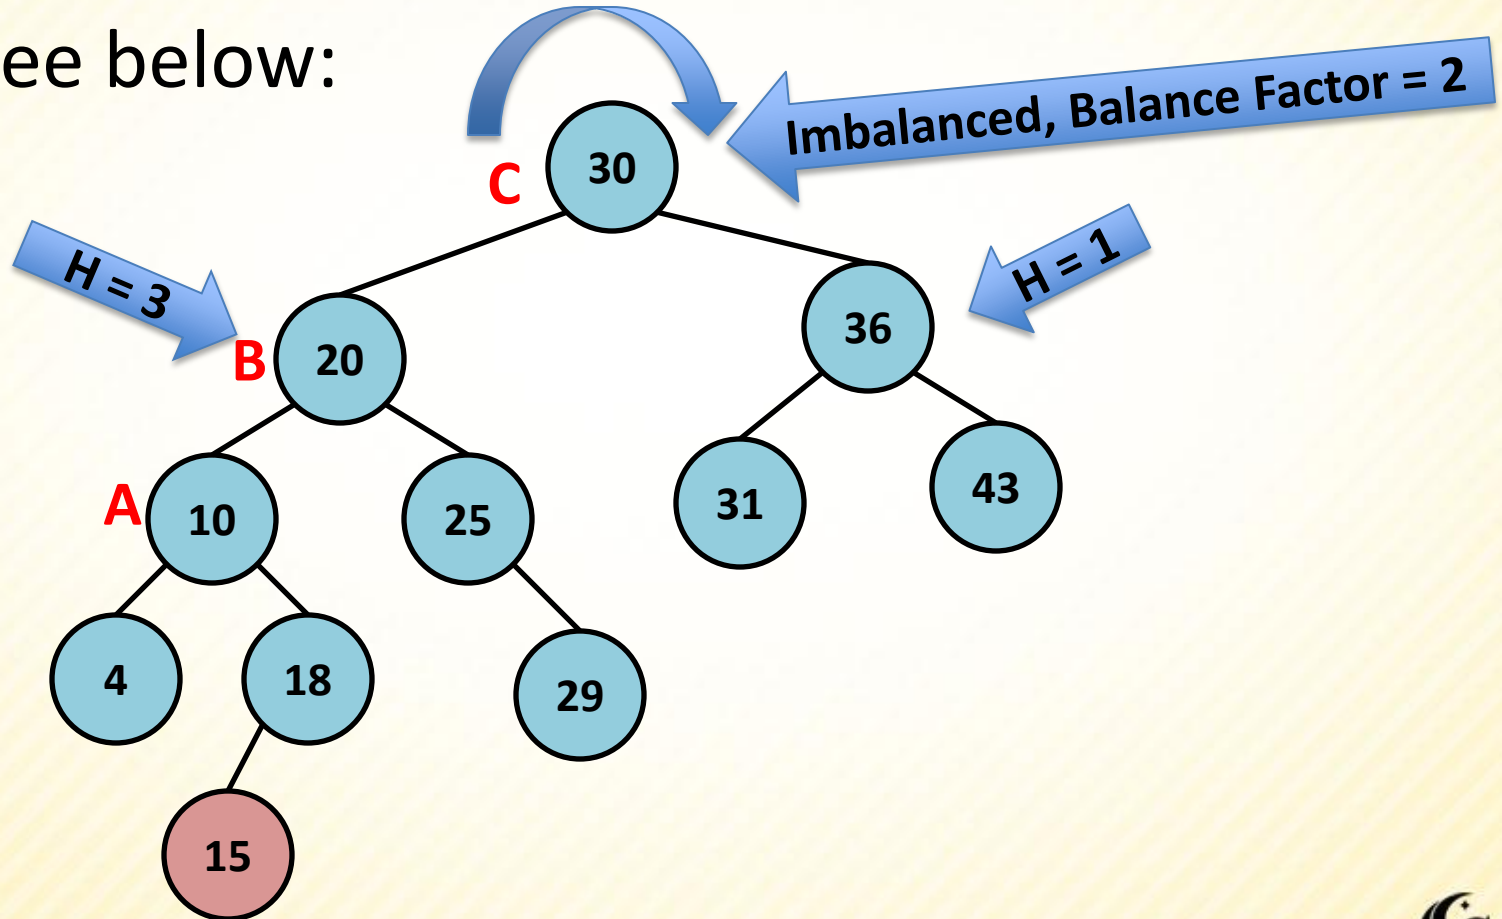 ee below:
Imbalanced, Balance Factor = 2
30
C
H = 3
H = 1
36
B
20
A
10
25
31
43
4
18
29
15